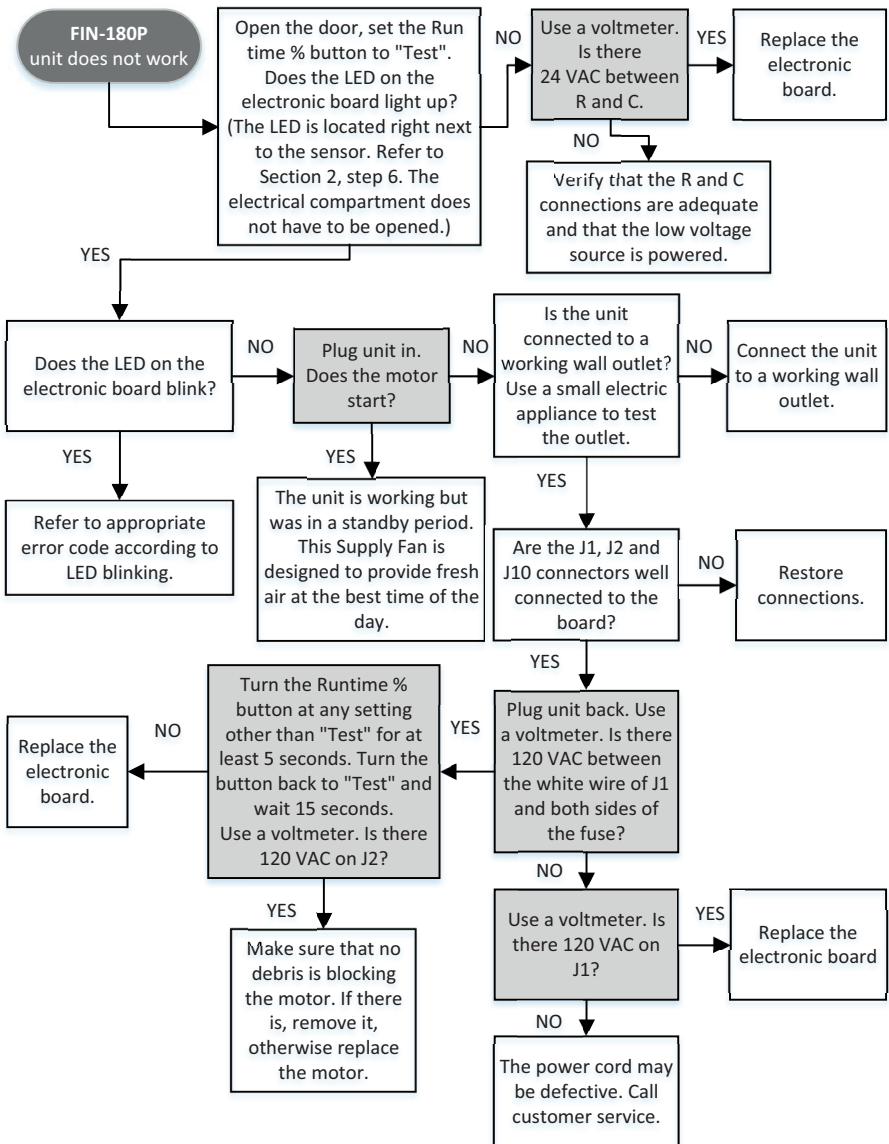 FIN-180P
unit does not work
Open the door, set the Run
time % button to "Test".
Does the LED on the
electronic board light up?
(The LED is located right next
to the sensor. Refer to
Section 2, step 6. The
electrical compartment does
not have to be opened.)
NO
Use a voltmeter.
Is there
24 VAC between
R and C.
YES
Replace the
electronic
board.
NO
Verify that the R and C
connections are adequate
and that the low voltage
source is powered.
YES
Does the LED on the
electronic board blink?
NO
Plug unit in.
Does the motor
start?
NO
Is the unit
connected to a
working wall outlet?
Use a small electric
appliance to test
the outlet.
NO
Connect the unit
to a working wall
outlet.
YES
Refer to appropriate
error code according to
LED blinking.
YES
The unit is working but
was in a standby period.
This Supply Fan is
designed to provide fresh
air at the best time of the
day.
YES
Are the J1, J2 and
J10 connectors well
connected to the
board?
NO
Restore
connections.
YES
Plug unit back. Use
a voltmeter. Is there
120 VAC between
the white wire of J1
and both sides of
the fuse?
YES
Turn the Runtime %
button at any setting
other than "Test" for at
least 5 seconds. Turn the
button back to "Test" and
wait 15 seconds.
Use a voltmeter. Is there
120 VAC on J2?
NO
Replace the
electronic
board.
YES
Make sure that no
debris is blocking
the motor. If there
is, remove it,
otherwise replace
the motor.
NO
Use a voltmeter. Is
there 120 VAC on
J1?
YES
Replace the
electronic board
NO
The power cord may
be defective. Call
customer service.